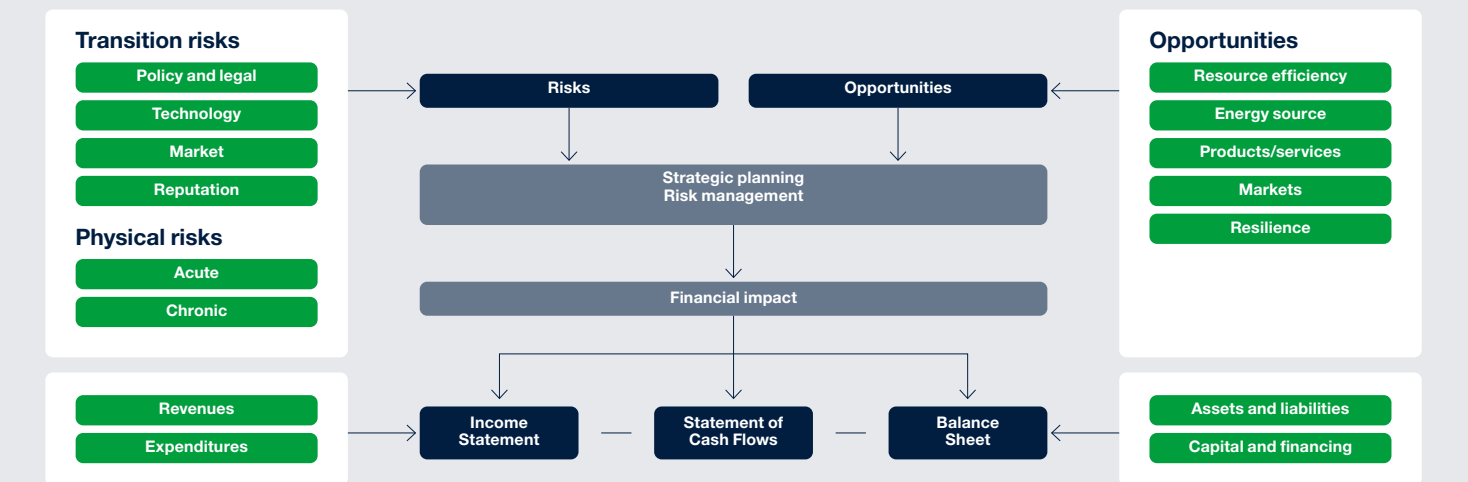 Transition risks
Policy and legal
Technology
Market
Reputation
Physical risks
Acute
Chronic
Revenues
Expenditures
Risks
Opportunities
Strategic planning
Risk management
Financial impact
Income
Statement
Statement of
Cash Flows
Balance
Sheet
Opportunities
Resource efficiency
Energy source
Products/services
Markets
Resilience
Assets and liabilities
Capital and financing